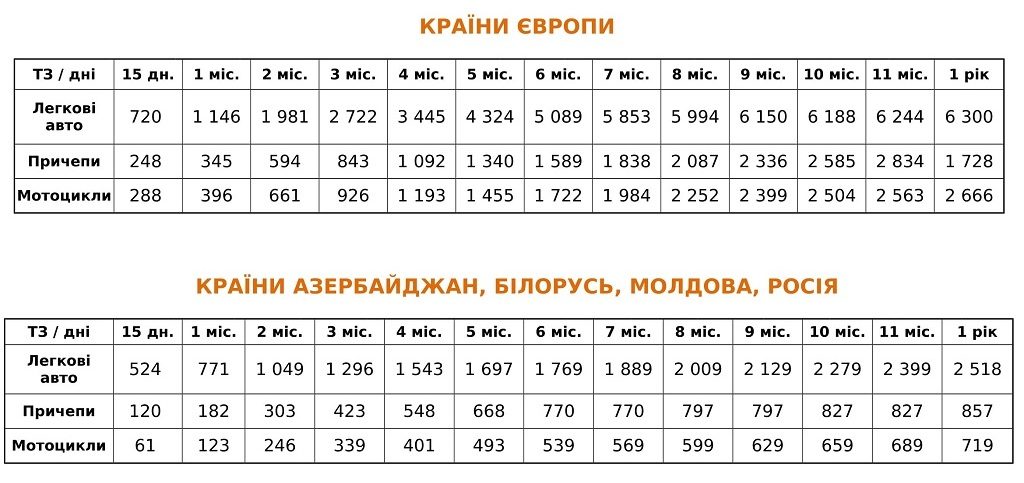 КРАЇНИ ЄВРОПИ
ТЗ / дні 15 дн. 1 міс. 2 міс. 3 міс. 4 міс. 5 міс. 6 міс. 7 міс. 8 міс. 9 міс. 10 міс. 11 міс. 1 рік
Легкові авто 720 1 146 1 981 2 722 3 445 4 324 5 089 5 853 5 994 6 150 6 188 6 244 6 300
Причепи 248 345 594 843 1 092 1 340 1 589 1 838 2 087 2 336 2 585 2 834 1 728
Мотоцикли 288 396 661 926 1 193 1 455 1 722 1 984 2 252 2 399 2 504 2 563 2 666
КРАЇНИ АЗЕРБАЙДЖАН, БІЛОРУСЬ, МОЛДОВА, РОСІЯ
ТЗ / дні 15 дн. 1 міс. 2 міс. 3 міс. 4 міс. 5 міс. 6 міс. 7 міс. 8 міс. 9 міс. 10 міс. 11 міс. 1 рік
Легкові авто 524 771 1 049 1 296 1 543 1 697 1 769 1 889 2 009 2 129 2 279 2 399 2 518
Причепи 120 182 303 423 548 668 770 770 797 797 827 827 857
Мотоцикли 61 123 246 339 401 493 539 569 599 629 659 689 719